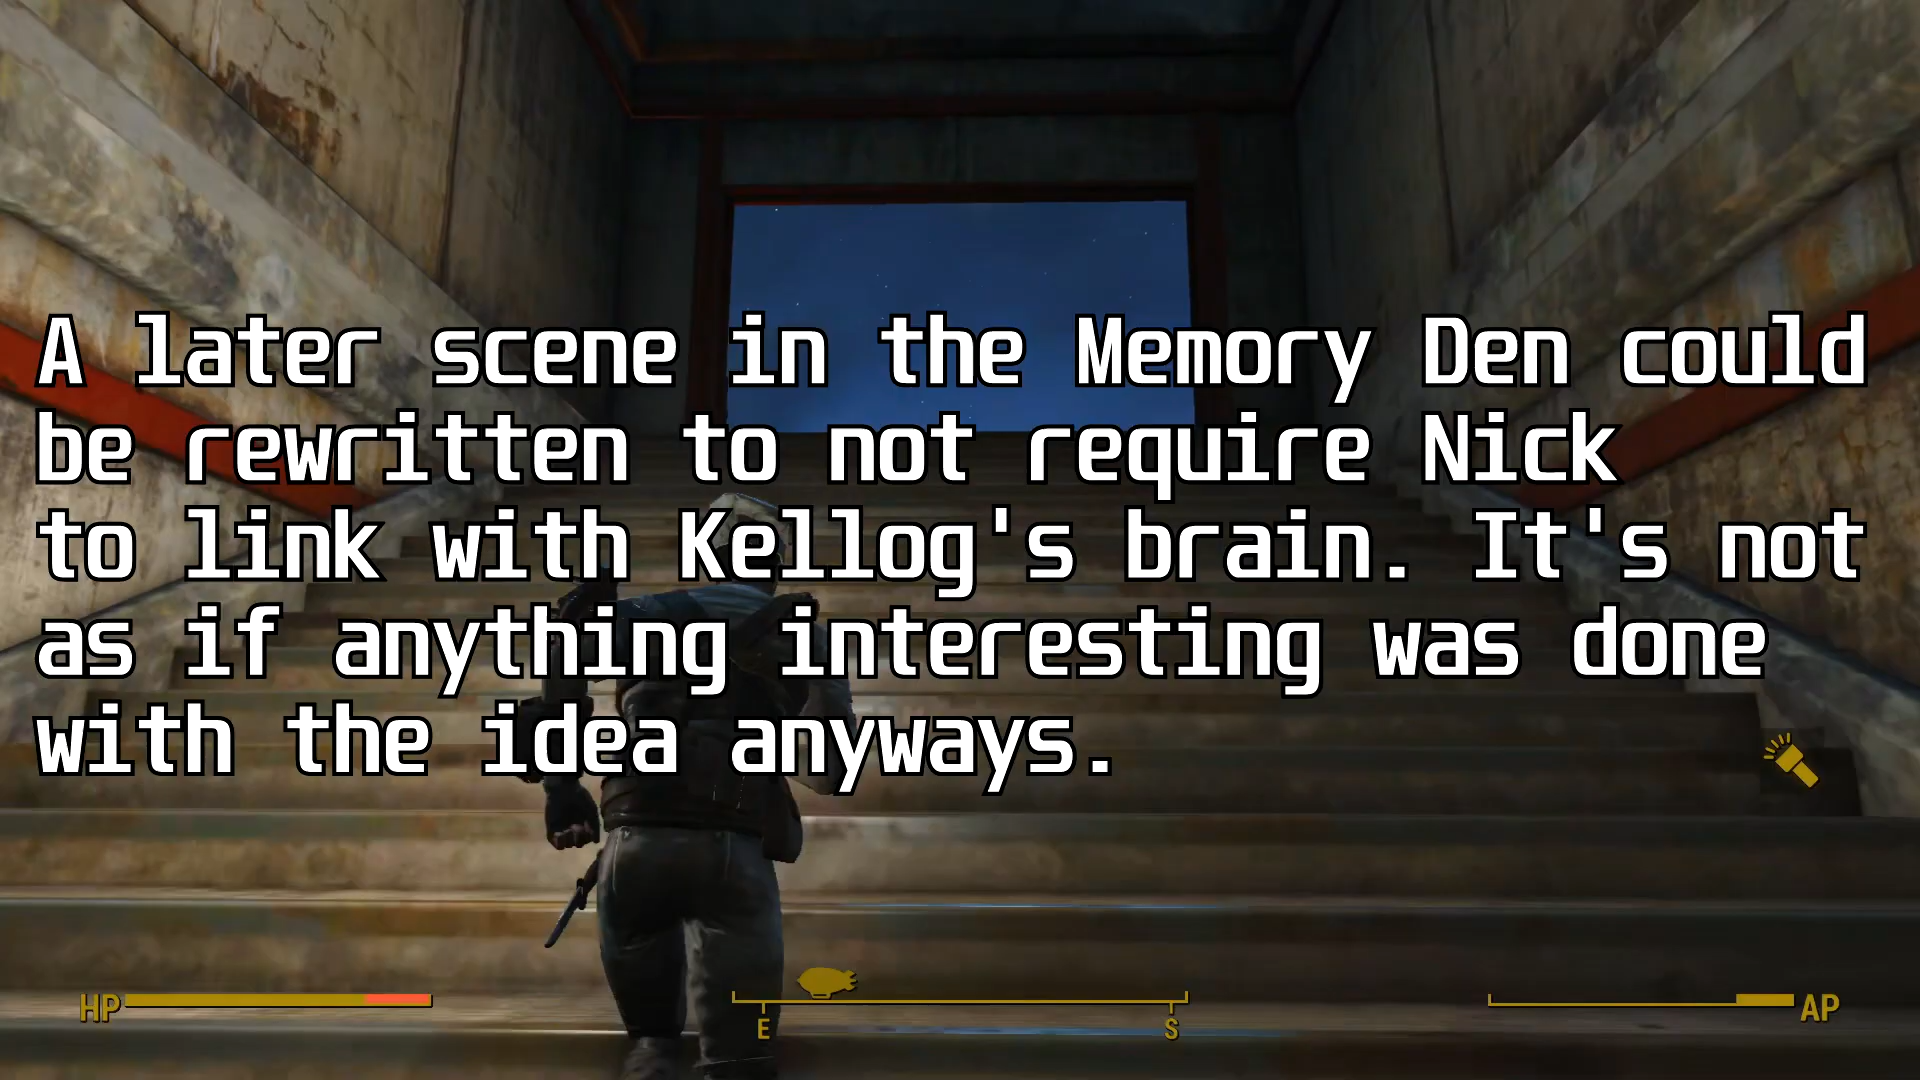 A later scene in the Memory Den could
be rewritten to not require Nick
to link with Kellog's brain. It's not
as if anything interesting was done
with the idea anyways.
HP
E
S
AP